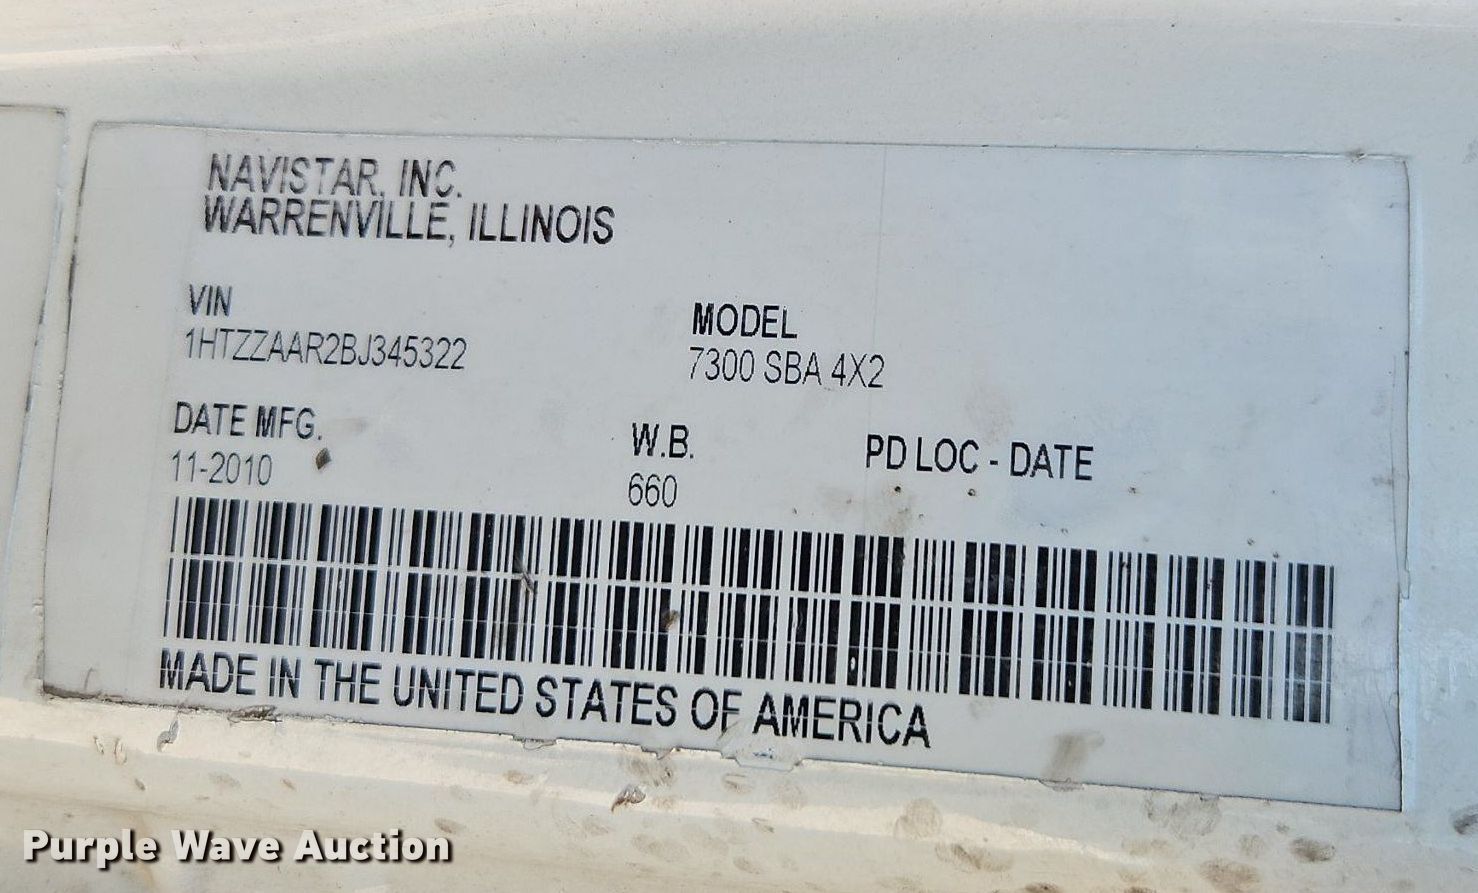 NAVISTAR, INC.
WARRENVILLE, ILLINOIS
VIN
1HTZZAAR2BJ345322
MODEL
7300 SBA 4X2
DATE MFG.
11-2010
W.B.
660
PD LOC - DATE
MADE IN THE UNITED STATES OF AMERICA
Purple Wave Auction